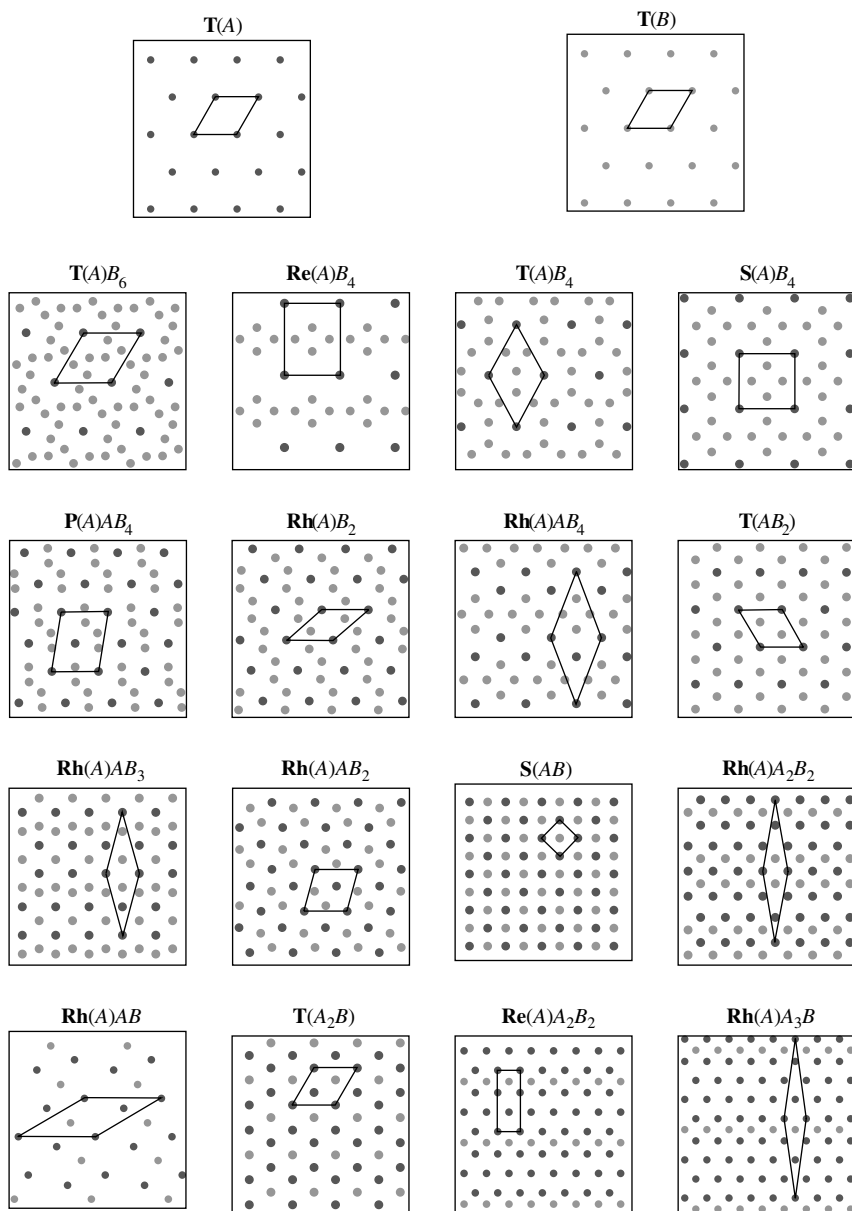 T(A) T(B)
T(A)B₆ Re(A)B₄ T(A)B₄ S(A)B₄
P(A)AB₄ Rh(A)B₂ Rh(A)AB₄ T(AB₂)
Rh(A)AB₃ Rh(A)AB₂ S(AB) Rh(A)A₂B₂
Rh(A)AB T(A₂B) Re(A)A₂B₂ Rh(A)A₃B